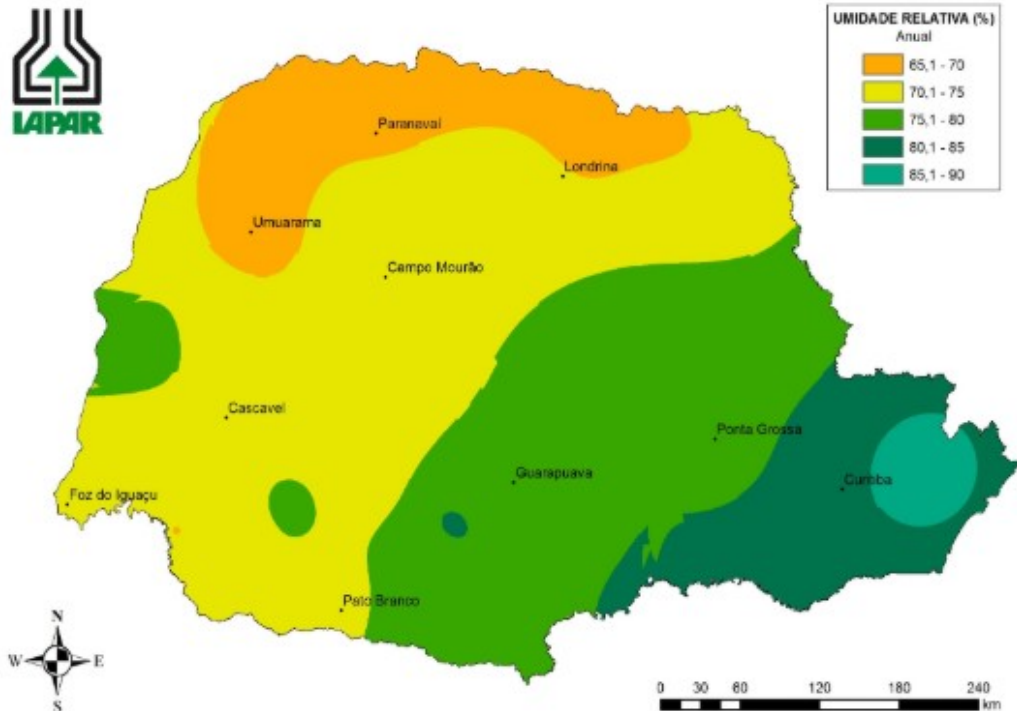 IAPAR
UMIDADE RELATIVA (%)
Anual
65,1 - 70
70,1 - 75
75,1 - 80
80,1 - 85
85,1 - 90
Paranavaí
Londrina
Umuarama
Campo Mourão
Cascavel
Ponta Grossa
Guarapuava
Curitiba
Foz do Iguaçu
Pato Branco
N
W E
S
0 30 60 120 180 240
km